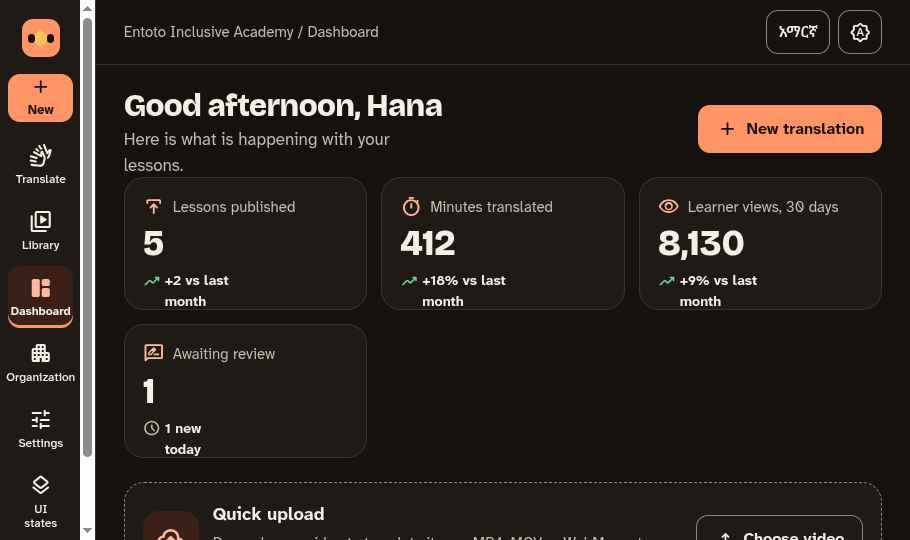 Entoto Inclusive Academy / Dashboard
አማርኛ
A
New
Translate
Library
Dashboard
Organization
Settings
UI
states
Good afternoon, Hana
Here is what is happening with your
lessons.
New translation
Lessons published
5
+2 vs last
month
Minutes translated
412
+18% vs last
month
Learner views, 30 days
8,130
+9% vs last
month
Awaiting review
1
1 new
today
Quick upload
Choose video